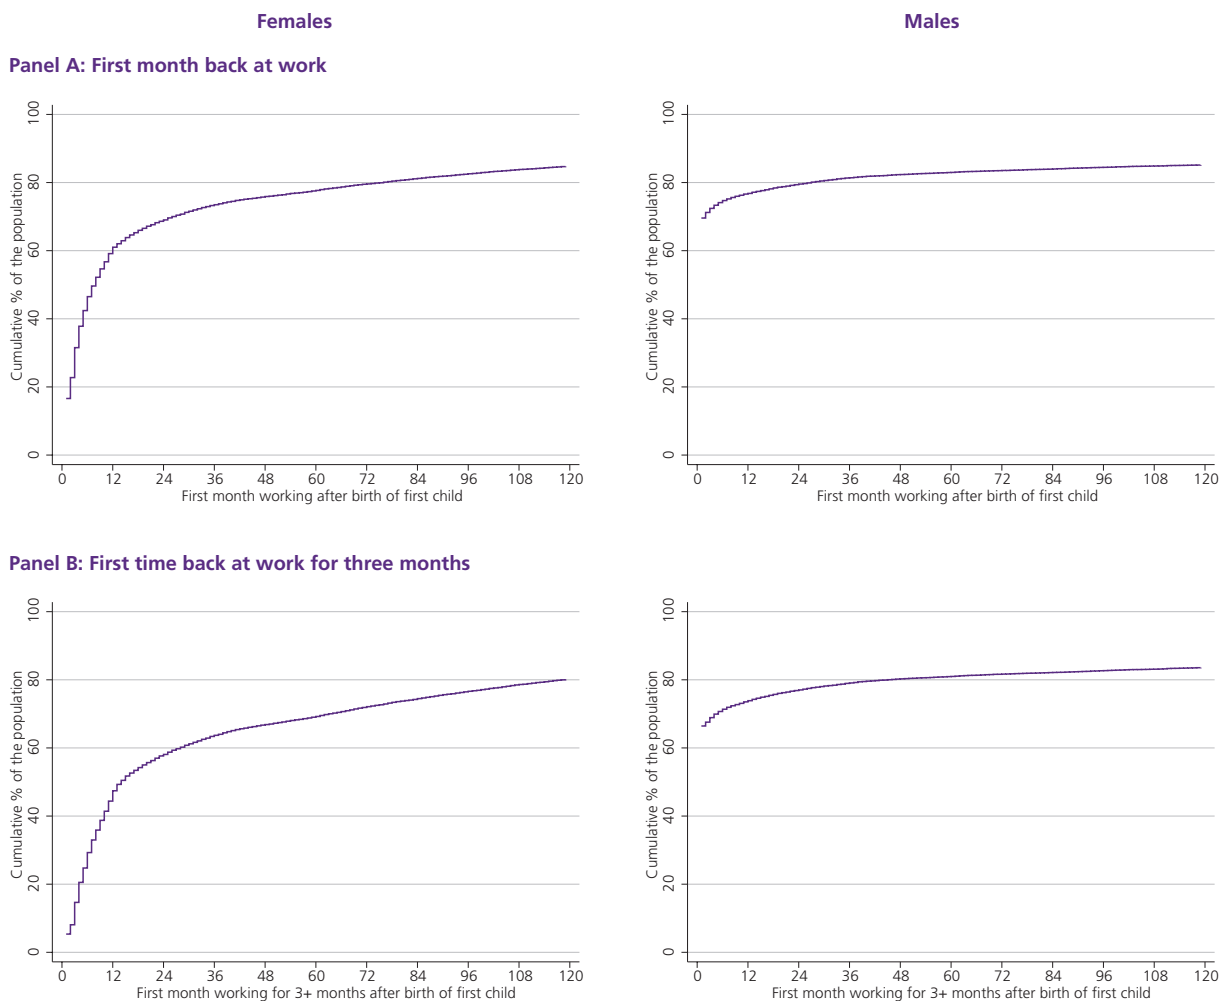 Females Males
Panel A: First month back at work
Cumulative % of the population
0 20 40 60 80 100
0 12 24 36 48 60 72 84 96 108 120
First month working after birth of first child
Cumulative % of the population
0 20 40 60 80 100
0 12 24 36 48 60 72 84 96 108 120
First month working after birth of first child
Panel B: First time back at work for three months
Cumulative % of the population
0 20 40 60 80 100
0 12 24 36 48 60 72 84 96 108 120
First month working for 3+ months after birth of first child
Cumulative % of the population
0 20 40 60 80 100
0 12 24 36 48 60 72 84 96 108 120
First month working for 3+ months after birth of first child